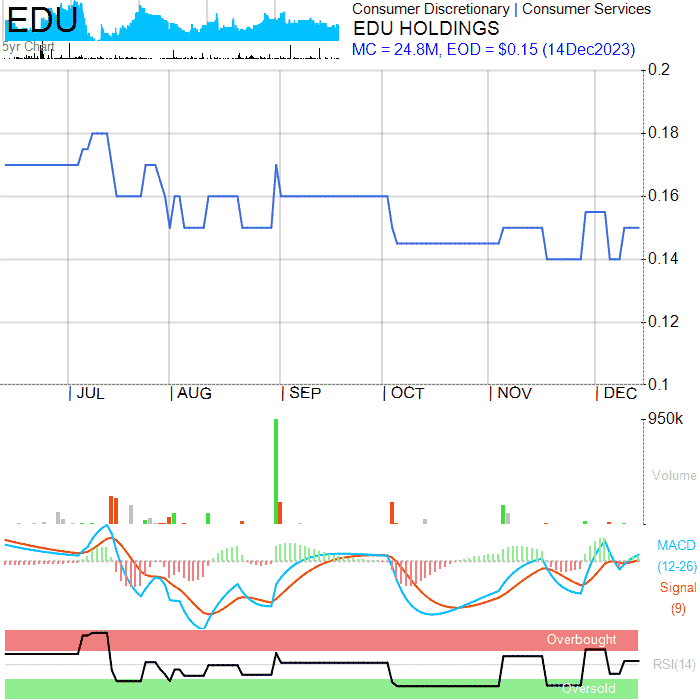 EDU
5yr Chart
Consumer Discretionary | Consumer Services
EDU HOLDINGS
MC = 24.8M, EOD = $0.15 (14Dec2023)
0.2
0.18
0.16
0.14
0.12
0.1
JUL
AUG
SEP
OCT
NOV
DEC
950k
Volume
MACD
(12-26)
Signal
(9)
Overbought
RSI(14)
Oversold